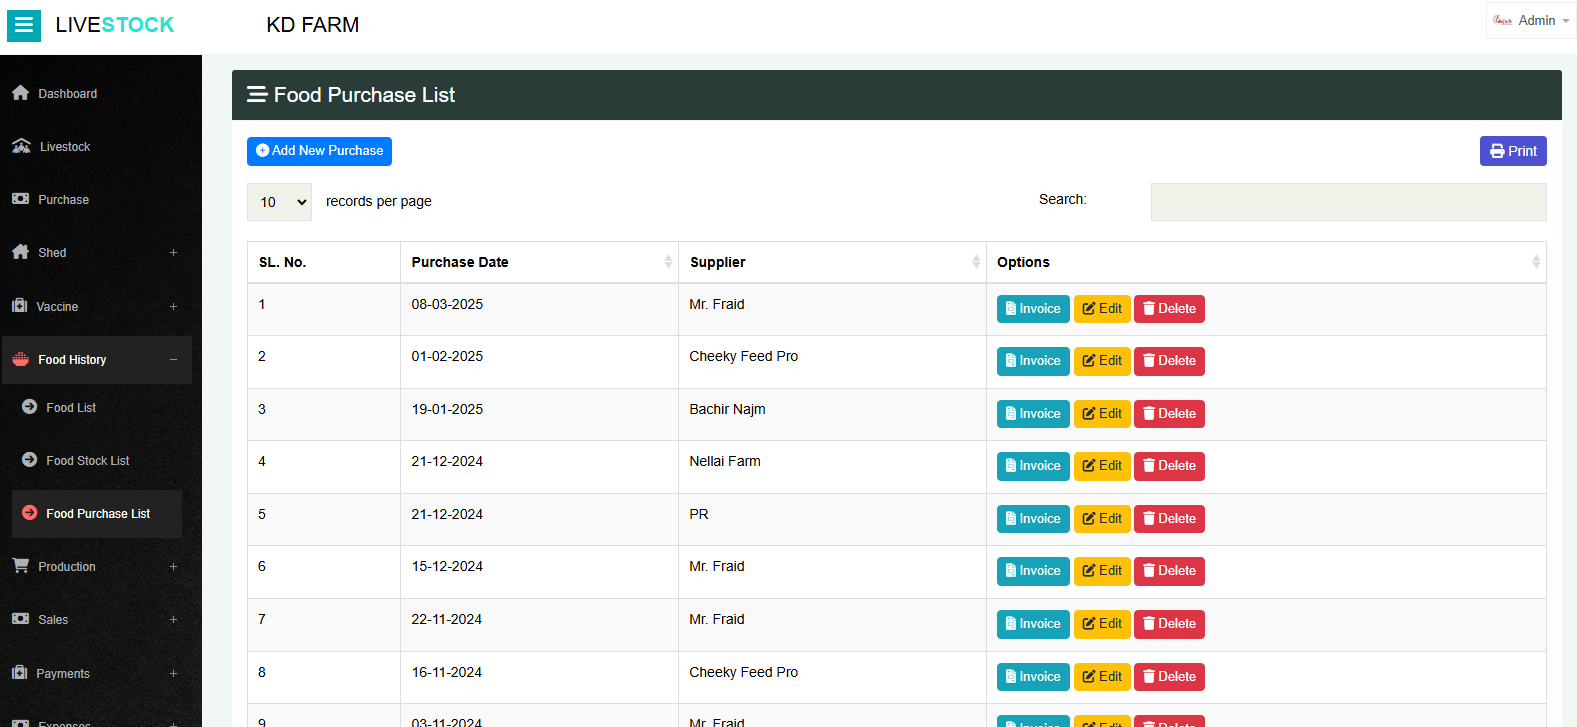 LIVESTOCK
KD FARM
Admin
Dashboard
Livestock
Purchase
Shed +
Vaccine +
Food History −
Food List
Food Stock List
Food Purchase List
Production +
Sales +
Payments +
Expenses +
Food Purchase List
Add New Purchase
Print
10 records per page
Search:
SL. No. Purchase Date Supplier Options
1 08-03-2025 Mr. Fraid Invoice Edit Delete
2 01-02-2025 Cheeky Feed Pro Invoice Edit Delete
3 19-01-2025 Bachir Najm Invoice Edit Delete
4 21-12-2024 Nellai Farm Invoice Edit Delete
5 21-12-2024 PR Invoice Edit Delete
6 15-12-2024 Mr. Fraid Invoice Edit Delete
7 22-11-2024 Mr. Fraid Invoice Edit Delete
8 16-11-2024 Cheeky Feed Pro Invoice Edit Delete
9 03-11-2024 Mr. Fraid Invoice Edit Delete